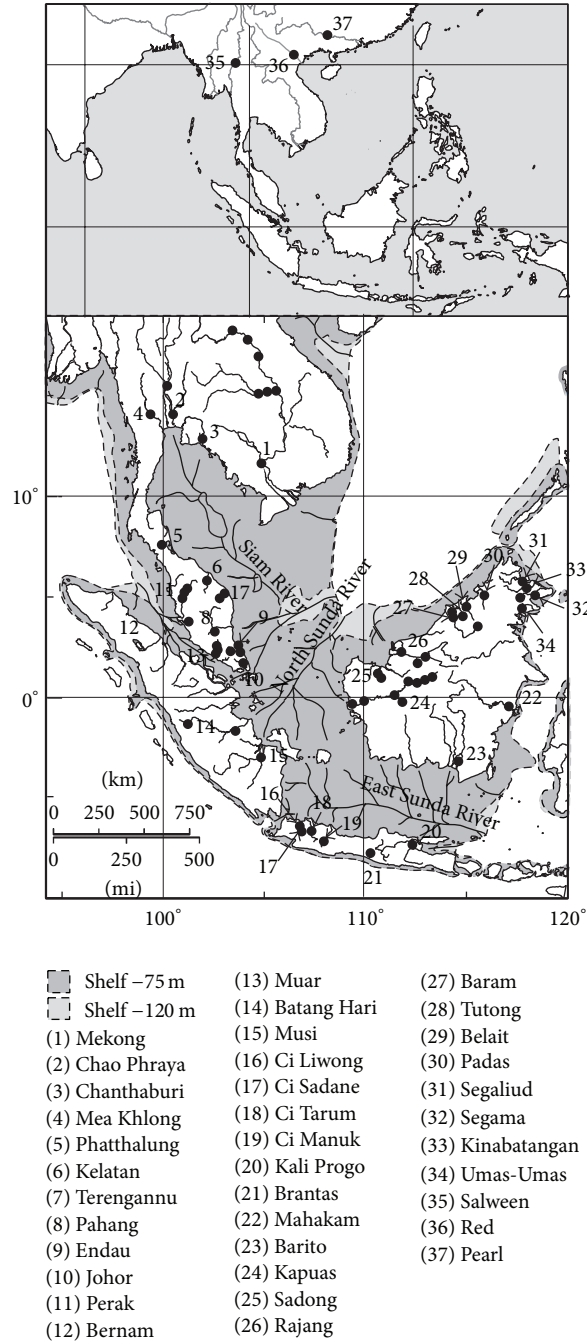 37
35
36
2
4
3
1
10°
5
Siam River
6
31
30
29
33
11
17
28
32
8
9
North Sunda River
27
12
26
34
13
10
25
0°
24
22
14
23
(km)
15
East Sunda River
0 250 500 750
16
18
19
20
0 250 500
17
21
(mi)
100° 110° 120°
Shelf −75 m
Shelf −120 m
(1) Mekong
(2) Chao Phraya
(3) Chanthaburi
(4) Mea Khlong
(5) Phatthalung
(6) Kelatan
(7) Terengannu
(8) Pahang
(9) Endau
(10) Johor
(11) Perak
(12) Bernam
(13) Muar
(14) Batang Hari
(15) Musi
(16) Ci Liwong
(17) Ci Sadane
(18) Ci Tarum
(19) Ci Manuk
(20) Kali Progo
(21) Brantas
(22) Mahakam
(23) Barito
(24) Kapuas
(25) Sadong
(26) Rajang
(27) Baram
(28) Tutong
(29) Belait
(30) Padas
(31) Segaliud
(32) Segama
(33) Kinabatangan
(34) Umas-Umas
(35) Salween
(36) Red
(37) Pearl